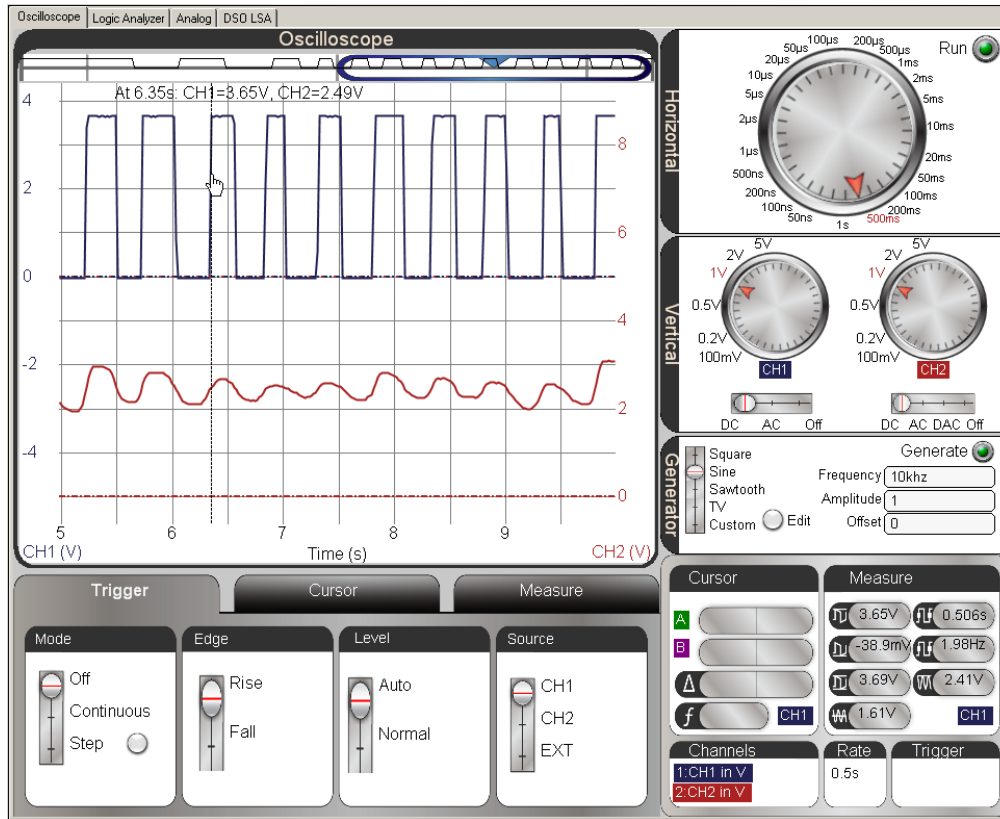 Oscilloscope Logic Analyzer Analog DSO LSA
Oscilloscope
At 6.35s: CH1=3.65V, CH2=2.49V
4
2
0
-2
-4
8
6
4
2
0
5 6 7 8 9
CH1 (V) Time (s) CH2 (V)
Horizontal
Run
50ns
100ns
200ns
500ns
1µs
2µs
5µs
10µs
20µs
50µs
100µs
200µs
500µs
1ms
2ms
5ms
10ms
20ms
50ms
100ms
200ms
500ms
1s
Vertical
5V
2V
1V
0.5V
0.2V
100mV
CH1
DC AC Off
5V
2V
1V
0.5V
0.2V
100mV
CH2
DC AC DAC Off
Generator
Square
Sine
Sawtooth
TV
Custom
Edit
Generate
Frequency 10khz
Amplitude 1
Offset 0
Trigger Cursor Measure
Mode
Off
Continuous
Step
Edge
Rise
Fall
Level
Auto
Normal
Source
CH1
CH2
EXT
Cursor
A
B
Δ
f
CH1
Measure
3.65V 0.506s
-38.9mV 1.98Hz
3.69V 2.41V
1.61V CH1
Channels
1:CH1 in V
2:CH2 in V
Rate
0.5s
Trigger